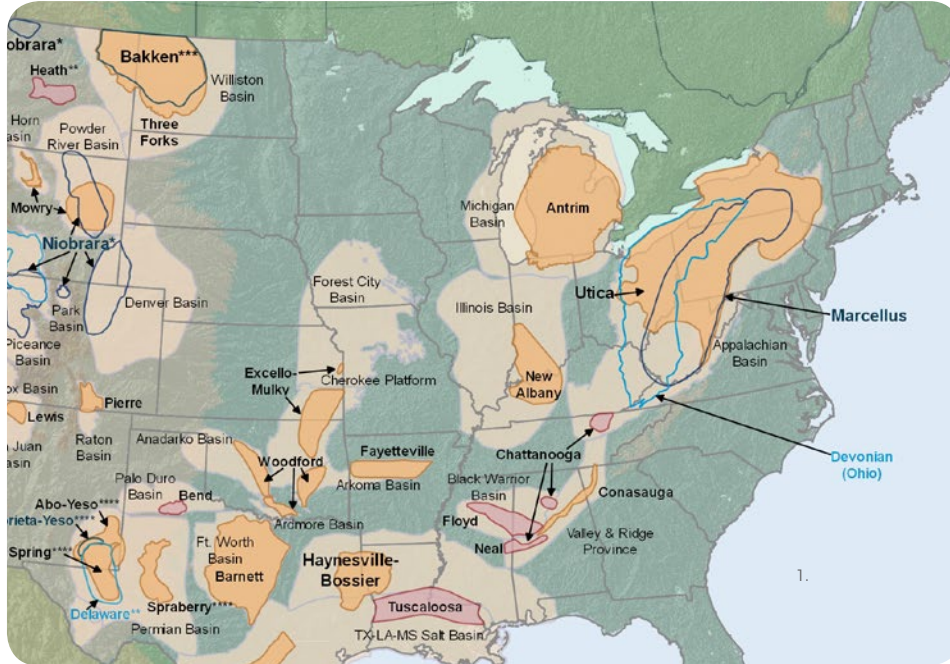 obrara*
Heath**
Bakken***
Williston
Basin
Horn
asin
Powder
River Basin
Three
Forks
Mowry
Niobrara*
Park
Basin
Denver Basin
Piceance
Basin
ox Basin
Lewis
Pierre
n Juan
asin
Raton
Basin
Forest City
Basin
Excello-
Mulky
Cherokee Platform
Michigan
Basin
Antrim
Illinois Basin
New
Albany
Utica
Marcellus
Appalachian
Basin
Devonian
(Ohio)
Anadarko Basin
Woodford
Fayetteville
Arkoma Basin
Ardmore Basin
Palo Duro
Basin
Bend
Chattanooga
Black Warrior
Basin
Floyd
Neal
Conasauga
Valley & Ridge
Province
Abo-Yeso****
orieta-Yeso****
Spring****
Delaware**
Ft. Worth
Basin
Barnett
Spraberry****
Permian Basin
Haynesville-
Bossier
Tuscaloosa
TX-LA-MS Salt Basin
1.